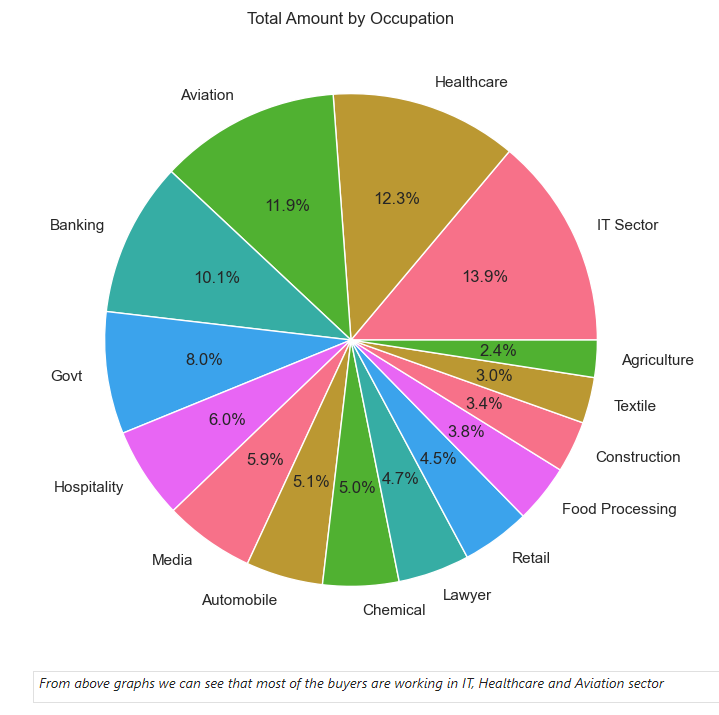 Total Amount by Occupation
Healthcare
Aviation
IT Sector
12.3%
11.9%
Banking
13.9%
10.1%
2.4%
Agriculture
8.0%
Govt
3.0%
Textile
3.4%
6.0%
3.8%
Construction
5.9%
4.5%
Hospitality
4.7%
5.1%
5.0%
Food Processing
Media
Retail
Automobile
Lawyer
Chemical
From above graphs we can see that most of the buyers are working in IT, Healthcare and Aviation sector